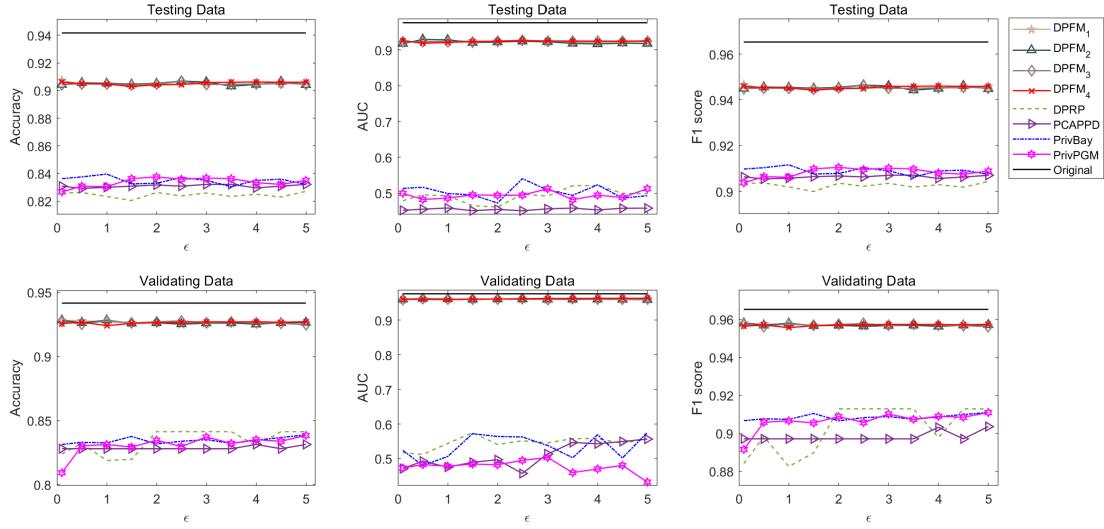 Testing Data
Accuracy
0.94
0.92
0.9
0.88
0.86
0.84
0.82
0 1 2 3 4 5
ϵ
Testing Data
AUC
0.9
0.8
0.7
0.6
0.5
0 1 2 3 4 5
ϵ
Testing Data
F1 score
0.96
0.94
0.92
0.9
0 1 2 3 4 5
ϵ
DPFM1
DPFM2
DPFM3
DPFM4
DPRP
PCAPPD
PrivBay
PrivPGM
Original
Validating Data
Accuracy
0.95
0.9
0.85
0.8
0 1 2 3 4 5
ϵ
Validating Data
AUC
0.9
0.8
0.7
0.6
0.5
0 1 2 3 4 5
ϵ
Validating Data
F1 score
0.96
0.94
0.92
0.9
0.88
0 1 2 3 4 5
ϵ